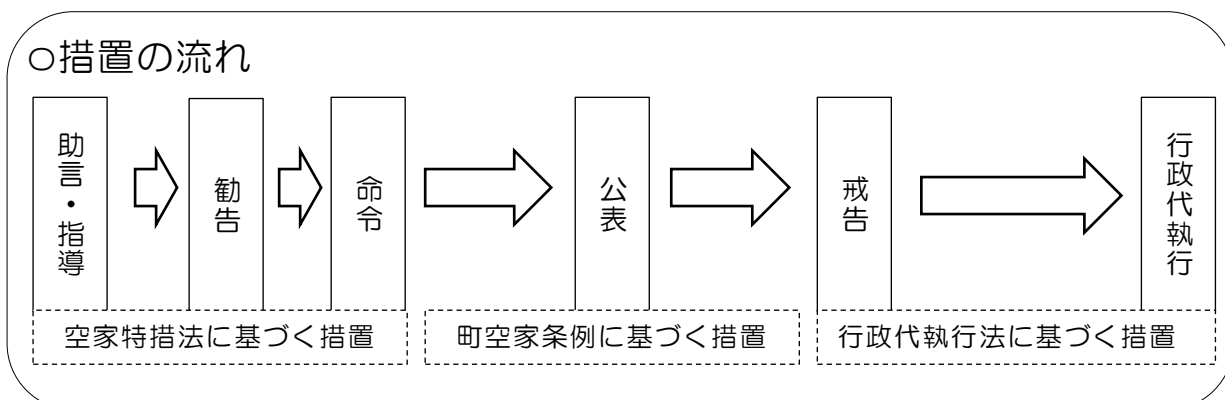 ○措置の流れ
助言・指導
勧告
命令
公表
戒告
行政代執行
空家特措法に基づく措置
町空家条例に基づく措置
行政代執行法に基づく措置